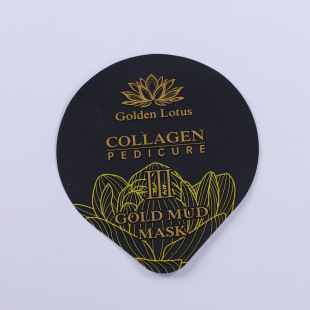 Golden Lotus
COLLAGEN
PEDICURE
GOLD MUD
MASK